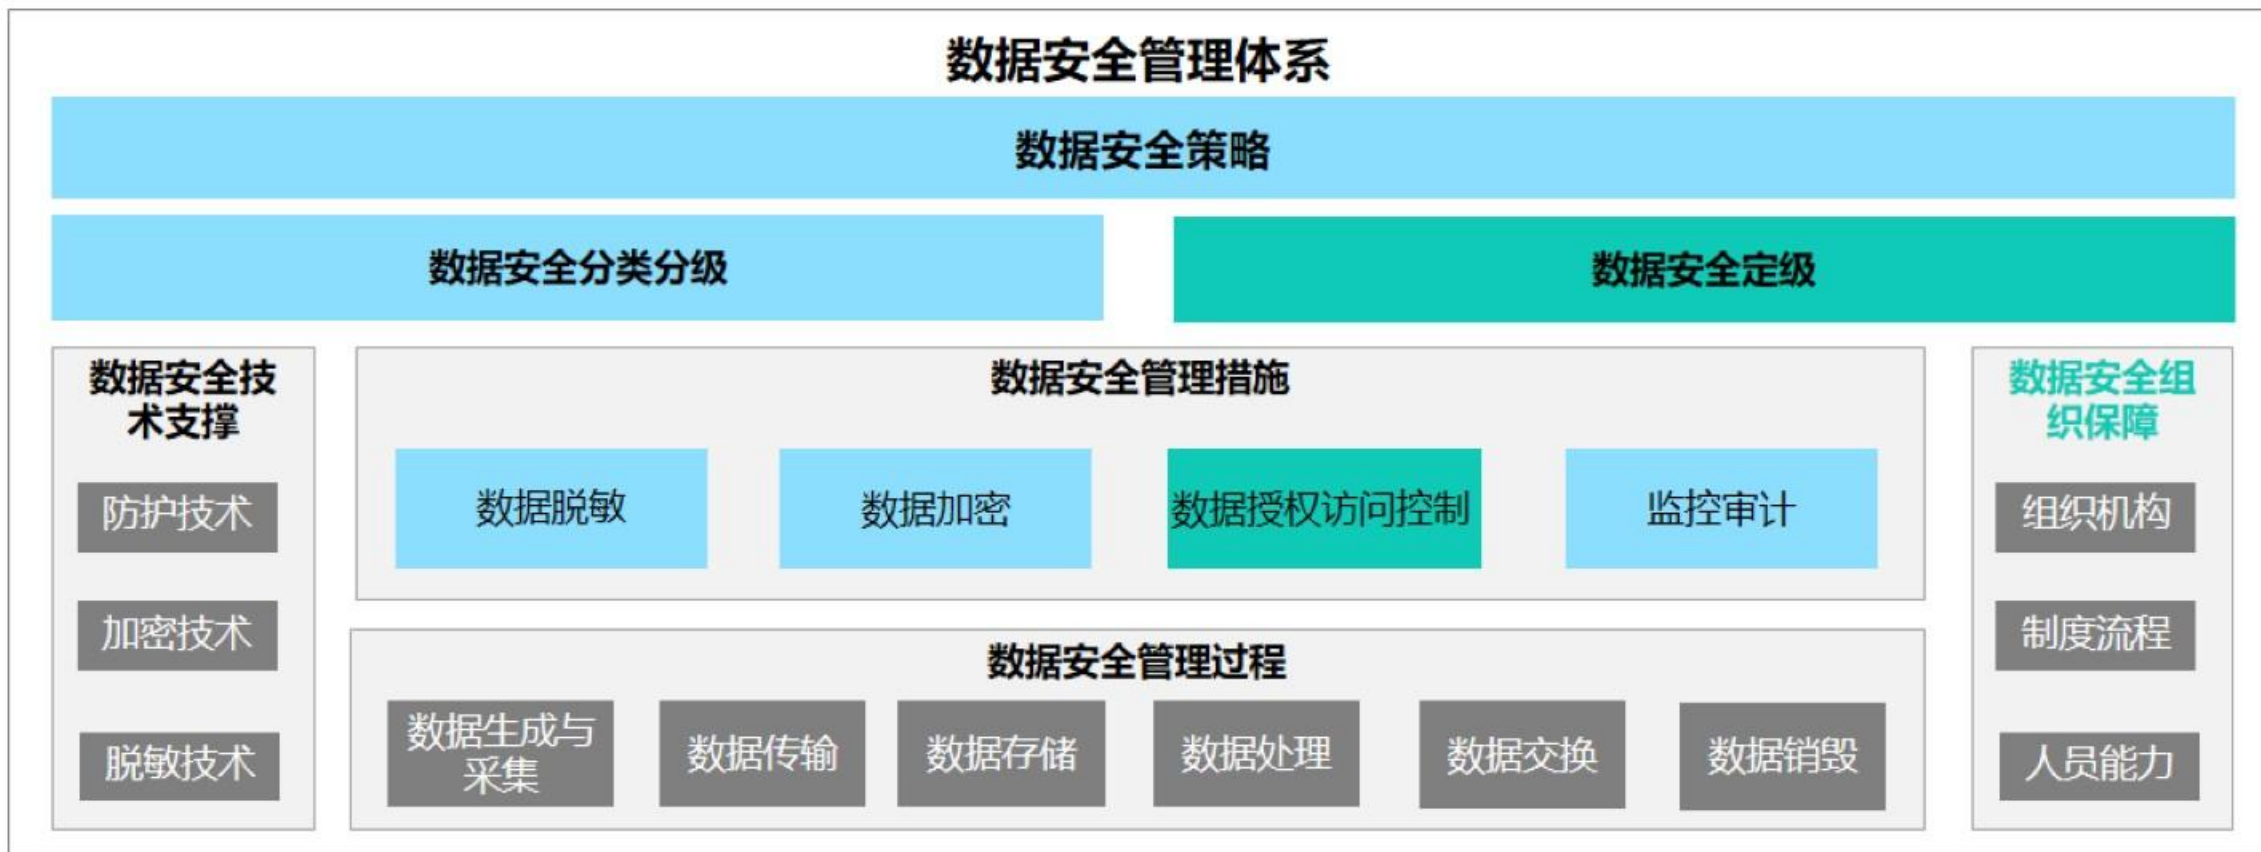 数据安全管理体系
数据安全策略
数据安全分类分级
数据安全定级
数据安全技
术支撑
防护技术
加密技术
脱敏技术
数据安全管理措施
数据脱敏
数据加密
数据授权访问控制
监控审计
数据安全管理过程
数据生成与
采集
数据传输
数据存储
数据处理
数据交换
数据销毁
数据安全组
织保障
组织机构
制度流程
人员能力